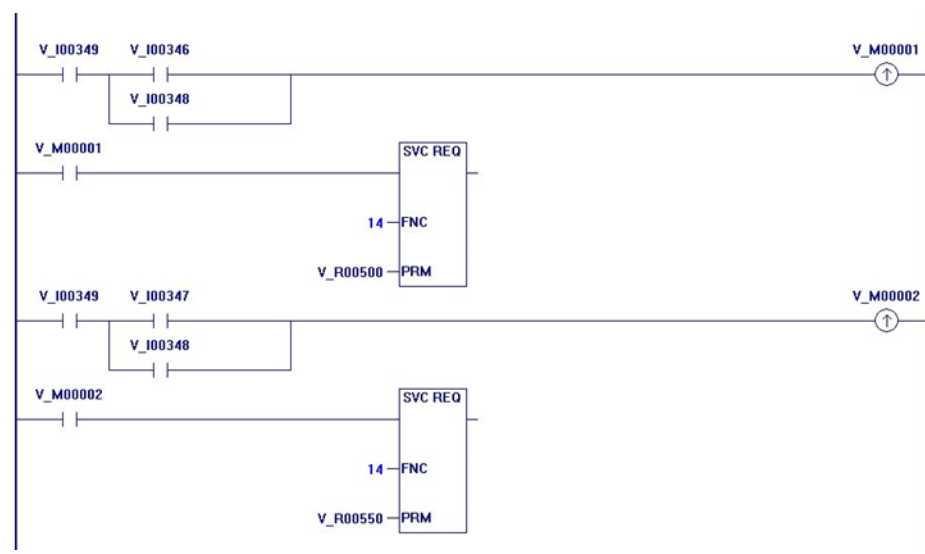 V_I00349 V_I00346 V_M00001
V_I00348
V_M00001 SVC REQ
14 FNC
V_R00500 PRM
V_I00349 V_I00347 V_M00002
V_I00348
V_M00002 SVC REQ
14 FNC
V_R00550 PRM